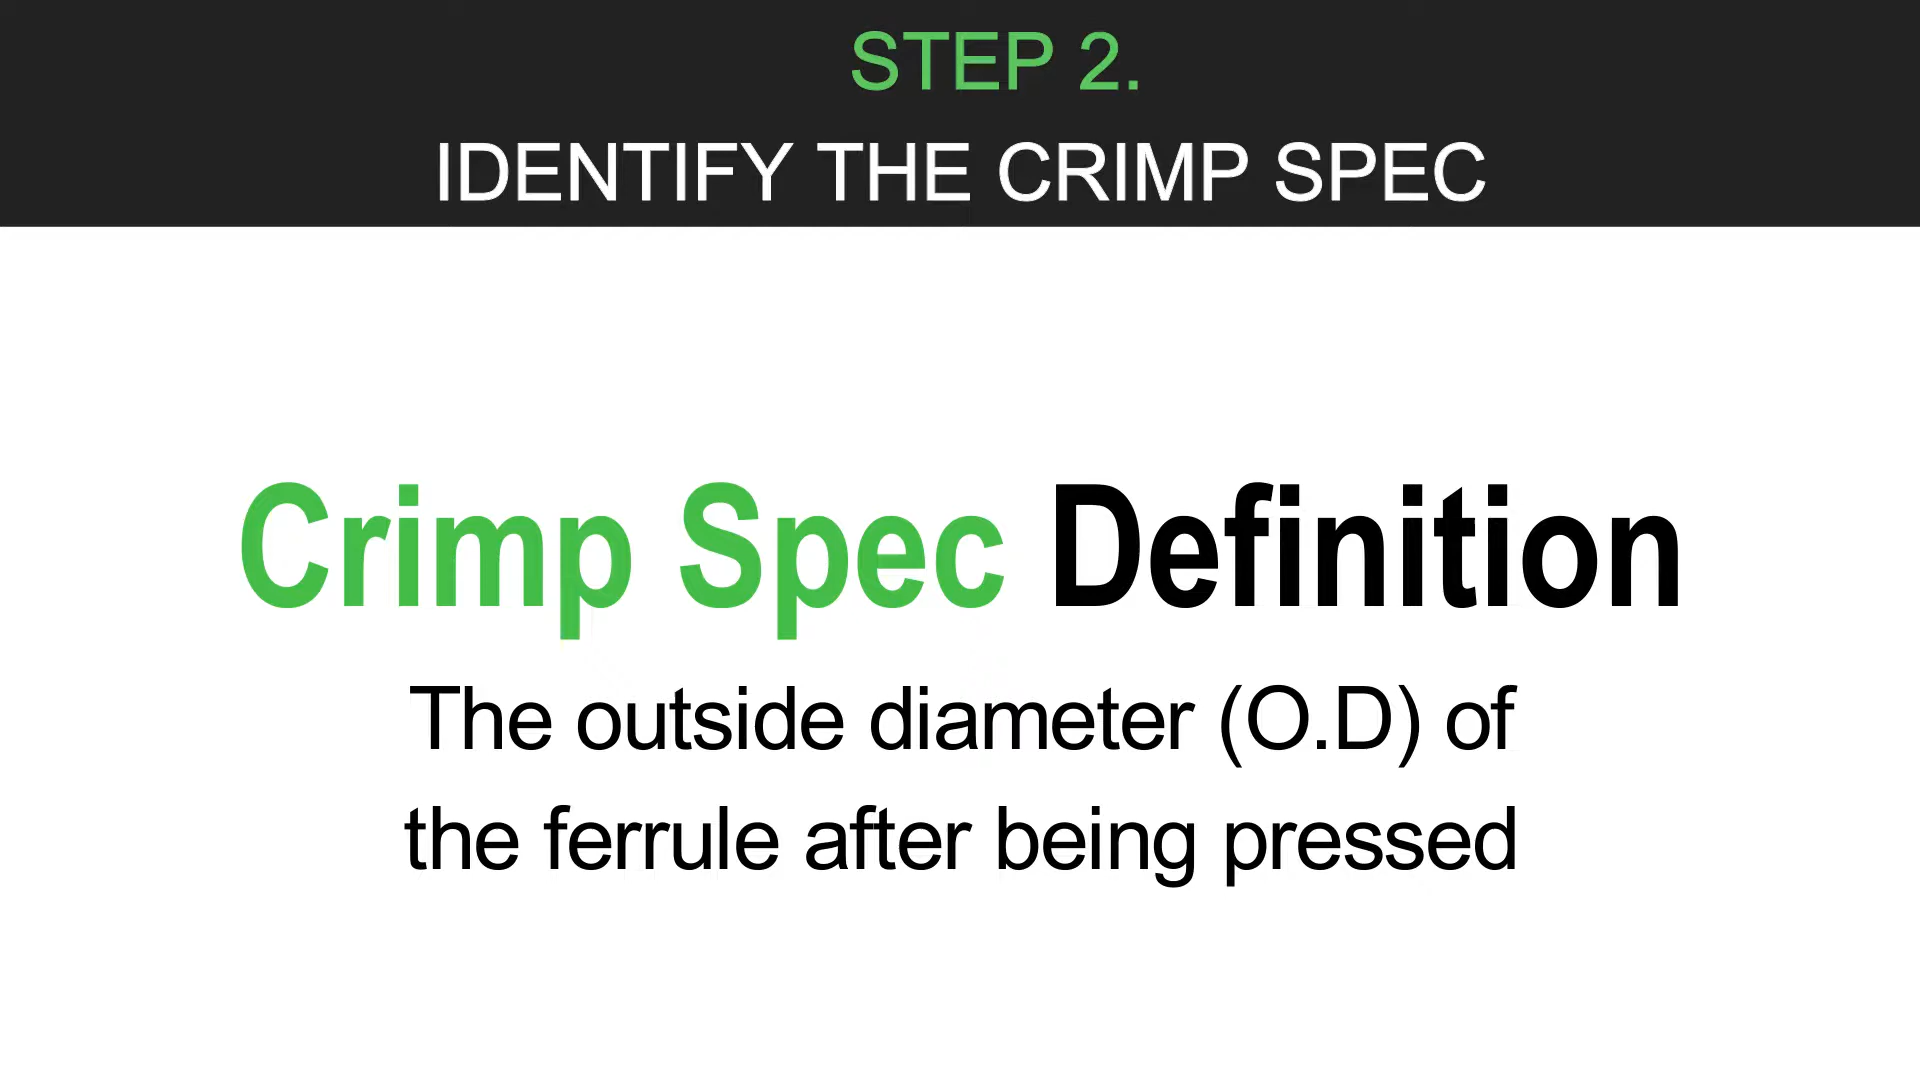 STEP 2.
IDENTIFY THE CRIMP SPEC
Crimp Spec Definition
The outside diameter (O.D) of
the ferrule after being pressed